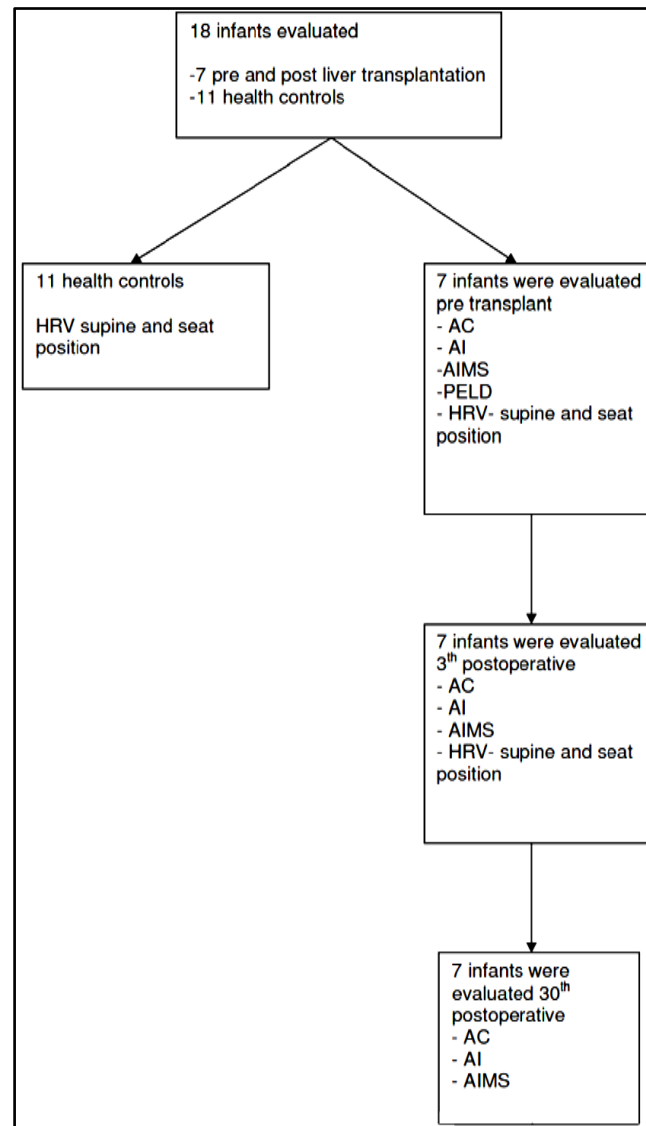 18 infants evaluated
-7 pre and post liver transplantation
-11 health controls
11 health controls
HRV supine and seat
position
7 infants were evaluated
pre transplant
- AC
- AI
-AIMS
-PELD
- HRV- supine and seat
position
7 infants were evaluated
3th postoperative
- AC
- AI
- AIMS
- HRV- supine and seat
position
7 infants were
evaluated 30th
postoperative
- AC
- AI
- AIMS